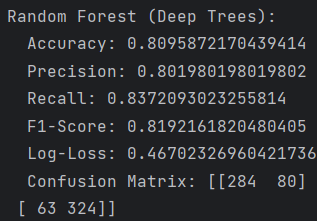 Random Forest (Deep Trees):
Accuracy: 0.8095872170439414
Precision: 0.801980198019802
Recall: 0.8372093023255814
F1-Score: 0.8192161820480405
Log-Loss: 0.46702326960421736
Confusion Matrix: [[284  80]
[ 63 324]]